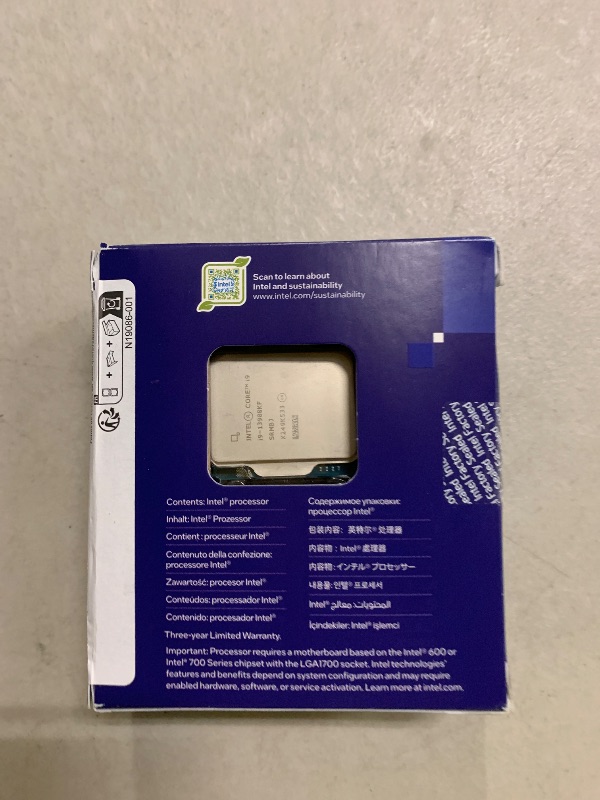 Scan to learn about
Intel and sustainability
www.intel.com/sustainability
N19086-001
INTEL® CORE™ i9
i9-13900KF
SRMBJ
X149K533
Contents: Intel® processor
Inhalt: Intel® Prozessor
Content : processeur Intel®
Contenuto della confezione:
processore Intel®
Zawartość: procesor Intel®
Conteúdos: processador Intel®
Contenido: procesador Intel®
Содержимое упаковки:
процессор Intel®
包装内容：英特尔® 处理器
內容物：Intel® 處理器
内容物：インテル® プロセッサー
내용물: 인텔® 프로세서
المحتويات: معالج Intel®
İçindekiler: Intel® işlemci
Three-year Limited Warranty.
Important: Processor requires a motherboard based on the Intel® 600 or
Intel® 700 Series chipset with the LGA1700 socket. Intel technologies'
features and benefits depend on system configuration and may require
enabled hardware, software, or service activation. Learn more at intel.com.
Intel Factory
Sealed